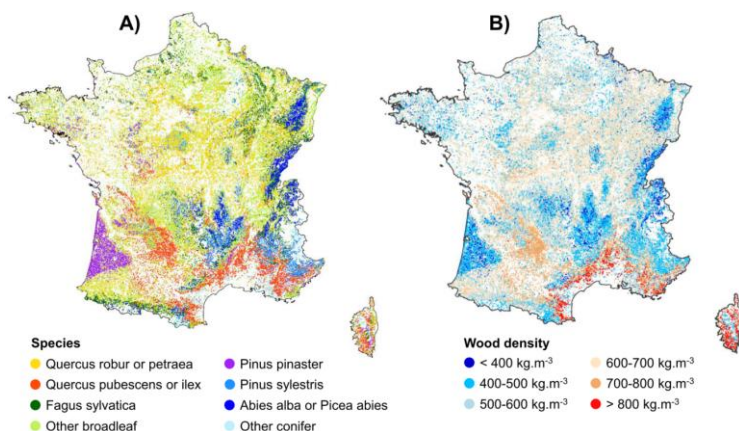 A)
B)
Species
Quercus robur or petraea
Quercus pubescens or ilex
Fagus sylvatica
Other broadleaf
Pinus pinaster
Pinus sylestris
Abies alba or Picea abies
Other conifer
Wood density
< 400 kg.m⁻³
400-500 kg.m⁻³
500-600 kg.m⁻³
600-700 kg.m⁻³
700-800 kg.m⁻³
> 800 kg.m⁻³